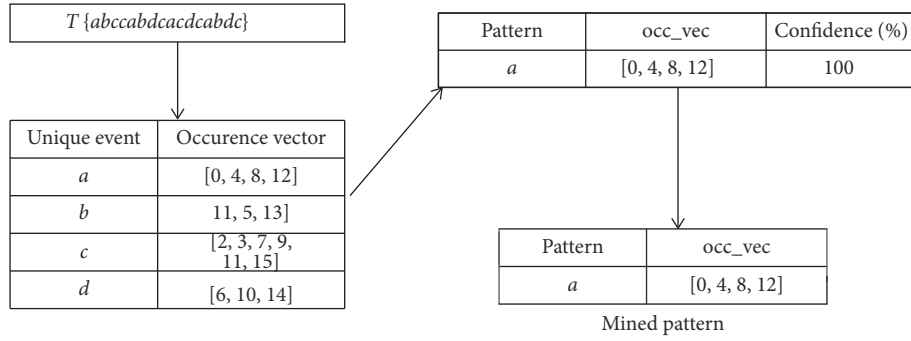 T {abccabdcacdcabdc}
Unique event Occurence vector
a [0, 4, 8, 12]
b 11, 5, 13]
c [2, 3, 7, 9,
11, 15]
d [6, 10, 14]
Pattern occ_vec Confidence (%)
a [0, 4, 8, 12] 100
Pattern occ_vec
a [0, 4, 8, 12]
Mined pattern